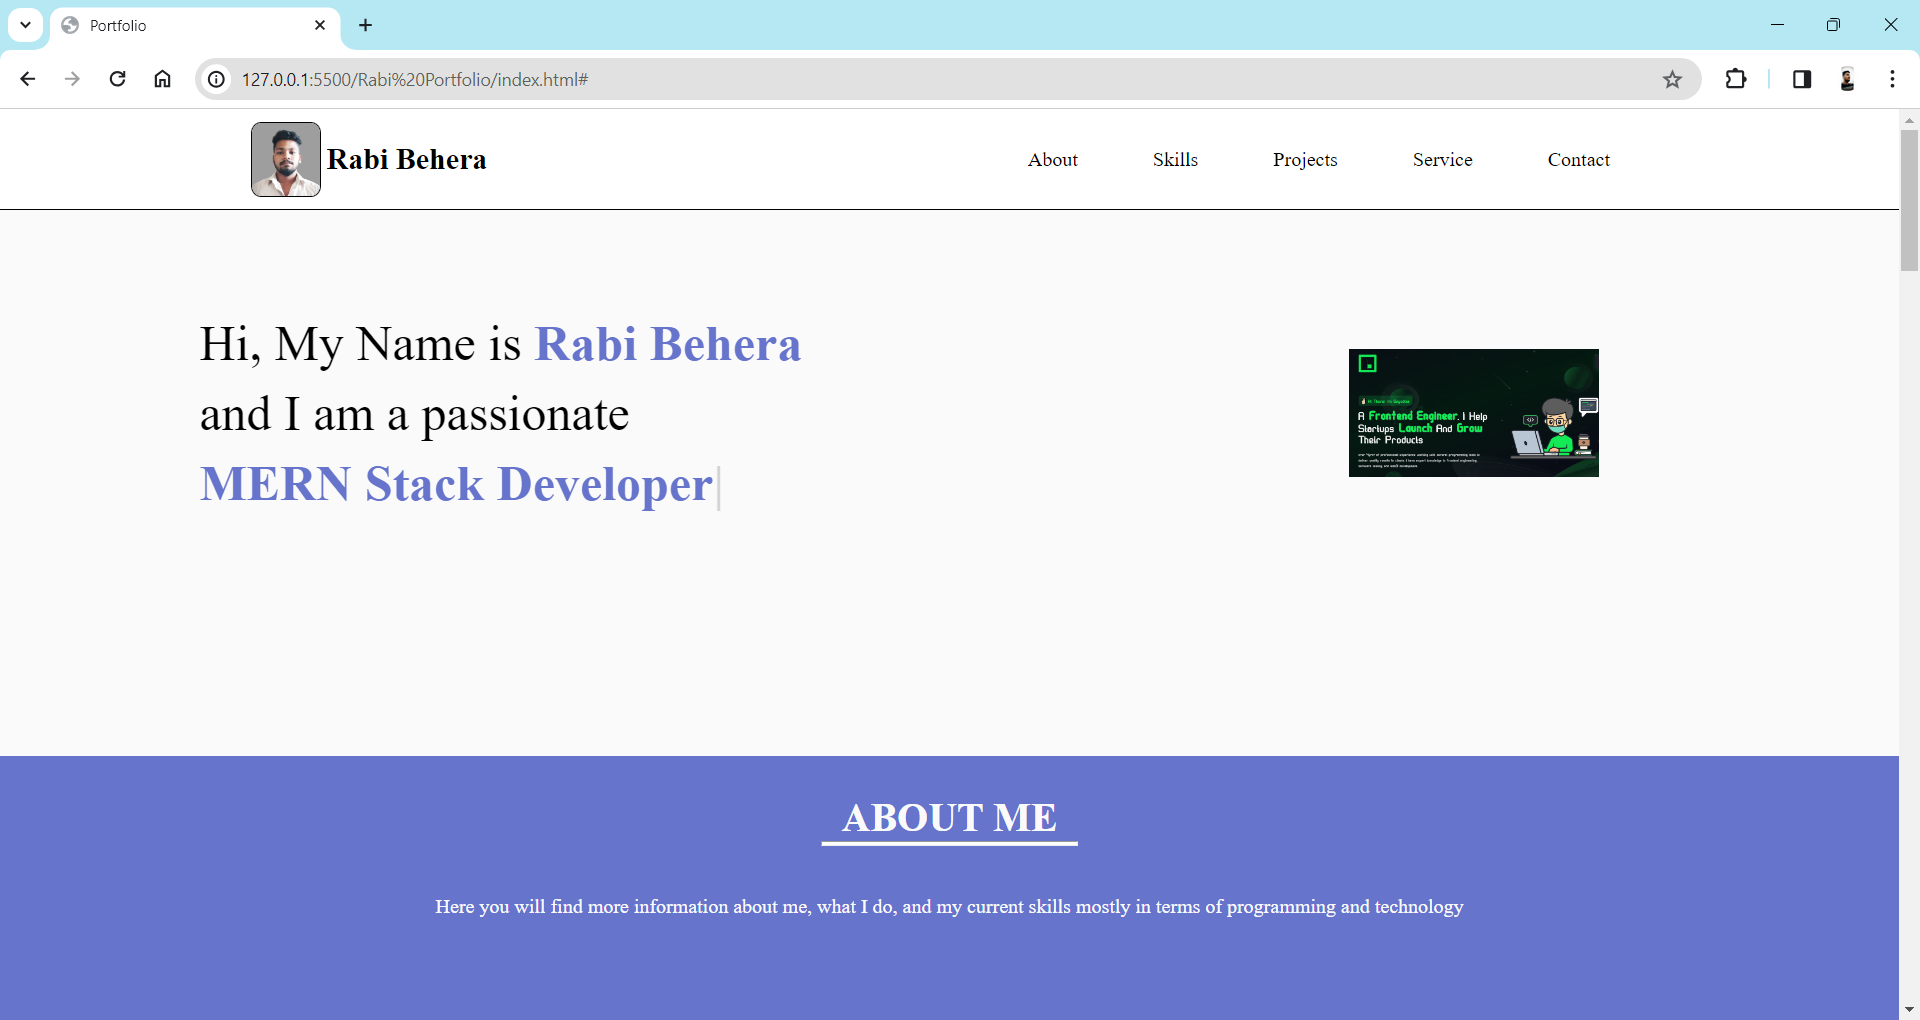 Portfolio
127.0.0.1:5500/Rabi%20Portfolio/index.html#
Rabi Behera
About
Skills
Projects
Service
Contact
Hi, My Name is Rabi Behera
and I am a passionate
MERN Stack Developer
A Frontend Engineer. I Help
Startups Launch And Grow
Their Products
ABOUT ME
Here you will find more information about me, what I do, and my current skills mostly in terms of programming and technology